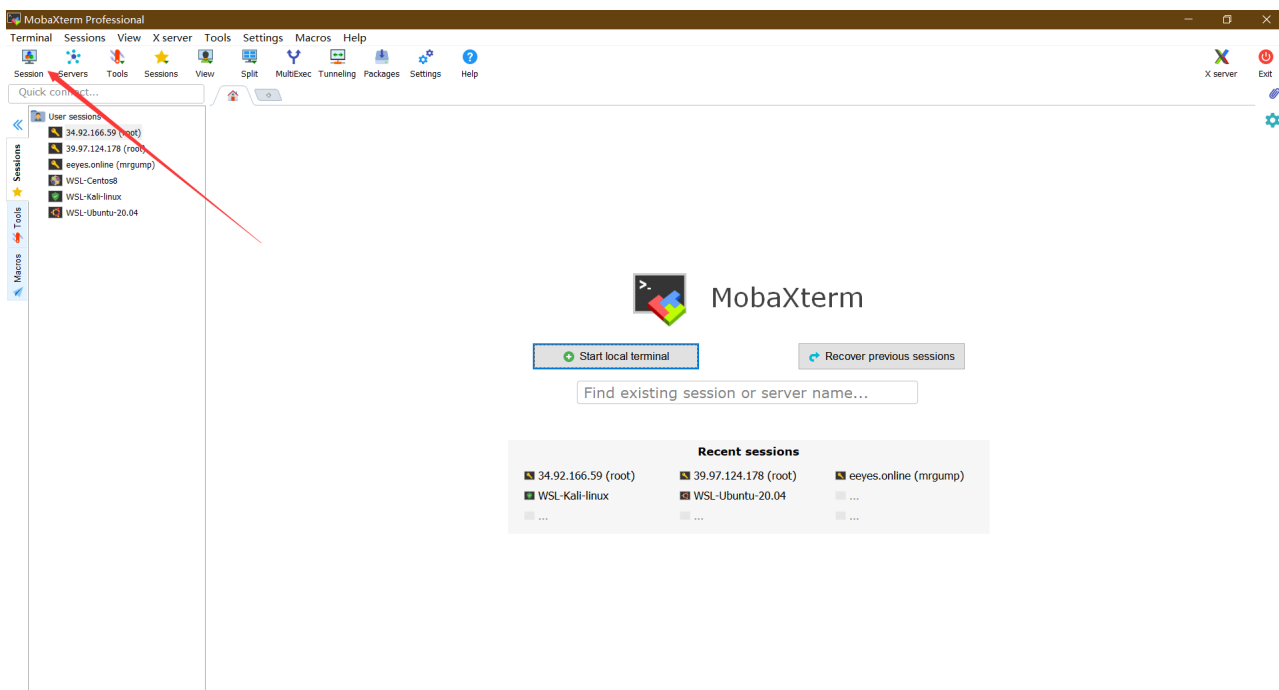 MobaXterm Professional
Terminal Sessions View X server Tools Settings Macros Help
Session Servers Tools Sessions View Split MultiExec Tunneling Packages Settings Help X server Exit
Quick connect...
User sessions
34.92.166.59 (root)
39.97.124.178 (root)
eeyes.online (mrgump)
WSL-Centos8
WSL-Kali-linux
WSL-Ubuntu-20.04
Sessions
Tools
Macros
MobaXterm
Start local terminal Recover previous sessions
Find existing session or server name...
Recent sessions
34.92.166.59 (root) 39.97.124.178 (root) eeyes.online (mrgump)
WSL-Kali-linux WSL-Ubuntu-20.04 ...
... ... ...